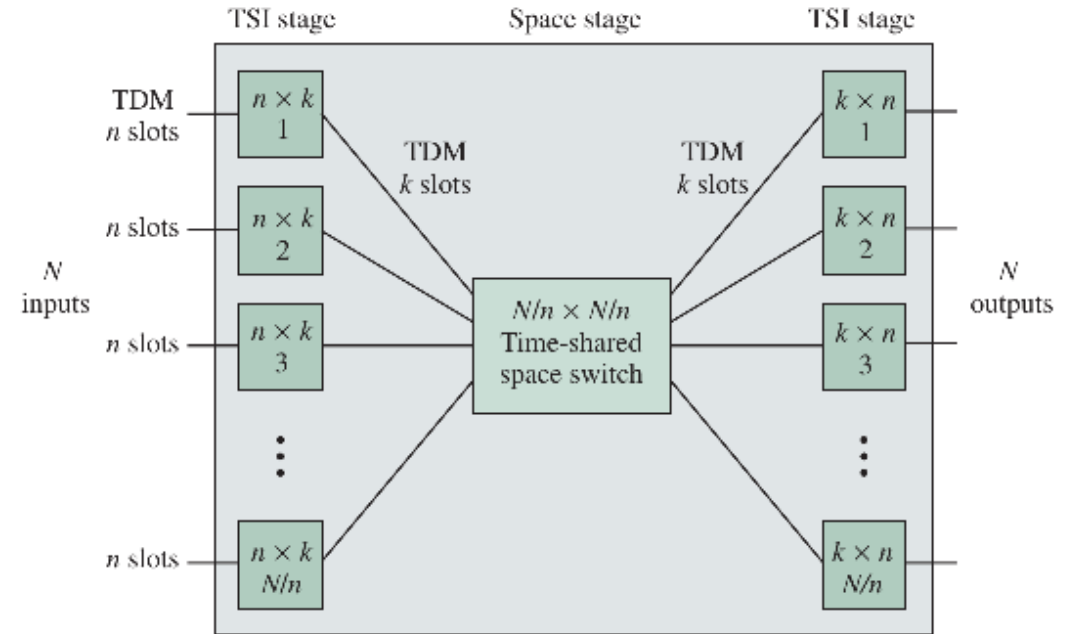 TSI stage
Space stage
TSI stage
TDM
n slots
n × k
1
TDM
k slots
TDM
k slots
k × n
1
n slots
n × k
2
k × n
2
N
inputs
N
outputs
N/n × N/n
Time-shared
space switch
n slots
n × k
3
k × n
3
n slots
n × k
N/n
k × n
N/n